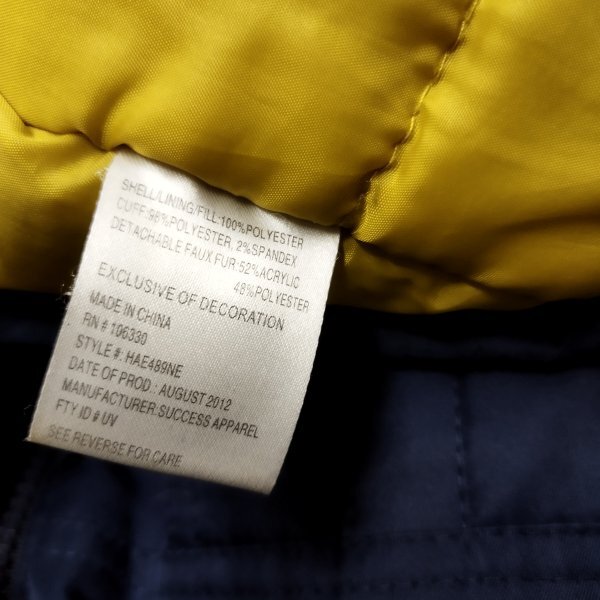 SHELL/LINING/FILL:100%POLYESTER
CUFF:98%POLYESTER, 2%SPANDEX
DETACHABLE FAUX FUR:52%ACRYLIC
48%POLYESTER
EXCLUSIVE OF DECORATION
MADE IN CHINA
RN # 106330
STYLE #: HAE489NE
DATE OF PROD.: AUGUST 2012
MANUFACTURER:SUCCESS APPAREL
FTY ID # UV
SEE REVERSE FOR CARE